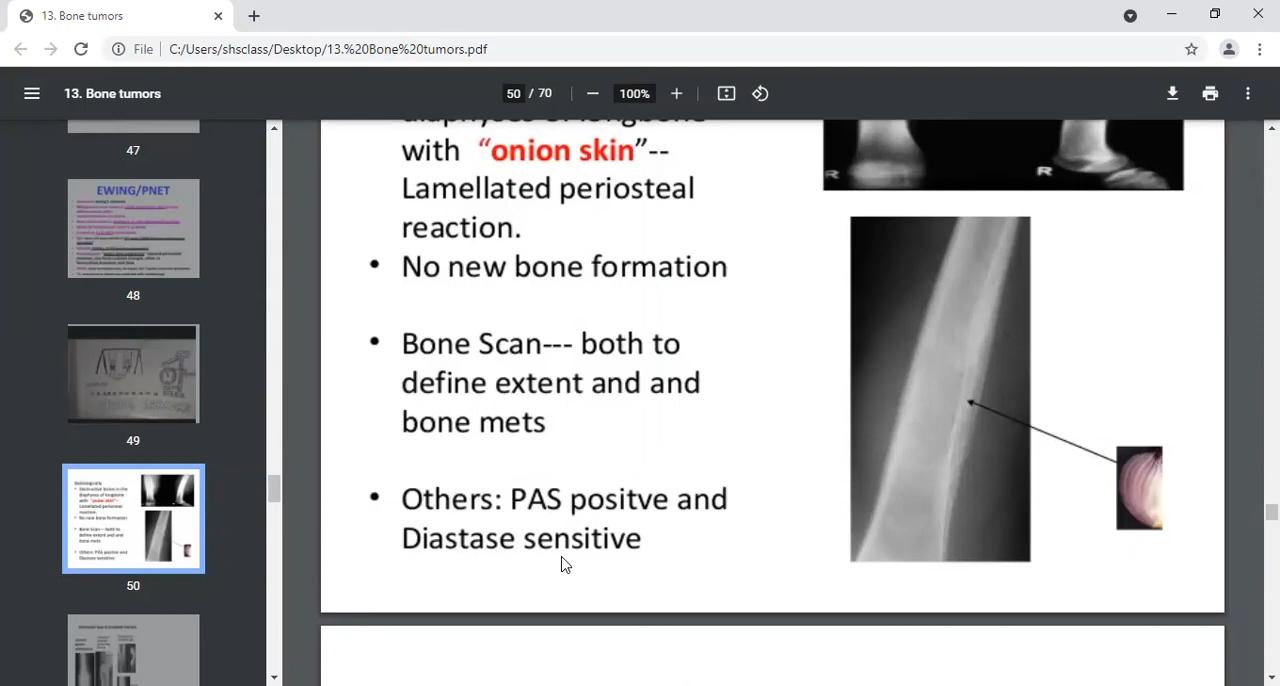 13. Bone tumors
File
C:/Users/shsclass/Desktop/13.%20Bone%20tumors.pdf
13. Bone tumors
50 / 70
100%
47
EWING/PNET
48
49
50
with "onion skin"--
Lamellated periosteal
reaction.
• No new bone formation
• Bone Scan--- both to
define extent and and
bone mets
• Others: PAS positve and
Diastase sensitive
R
R